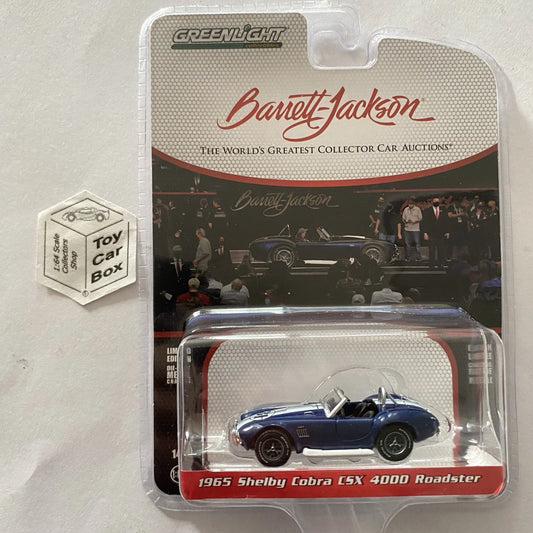 GREENLIGHT
Barrett-Jackson®
THE WORLD'S GREATEST COLLECTOR CAR AUCTIONS®
Barrett-Jackson
Toy
Car
Box
1:64 Scale
Collectors
Shop
®
1965 Shelby Cobra CSX 4000 Roadster